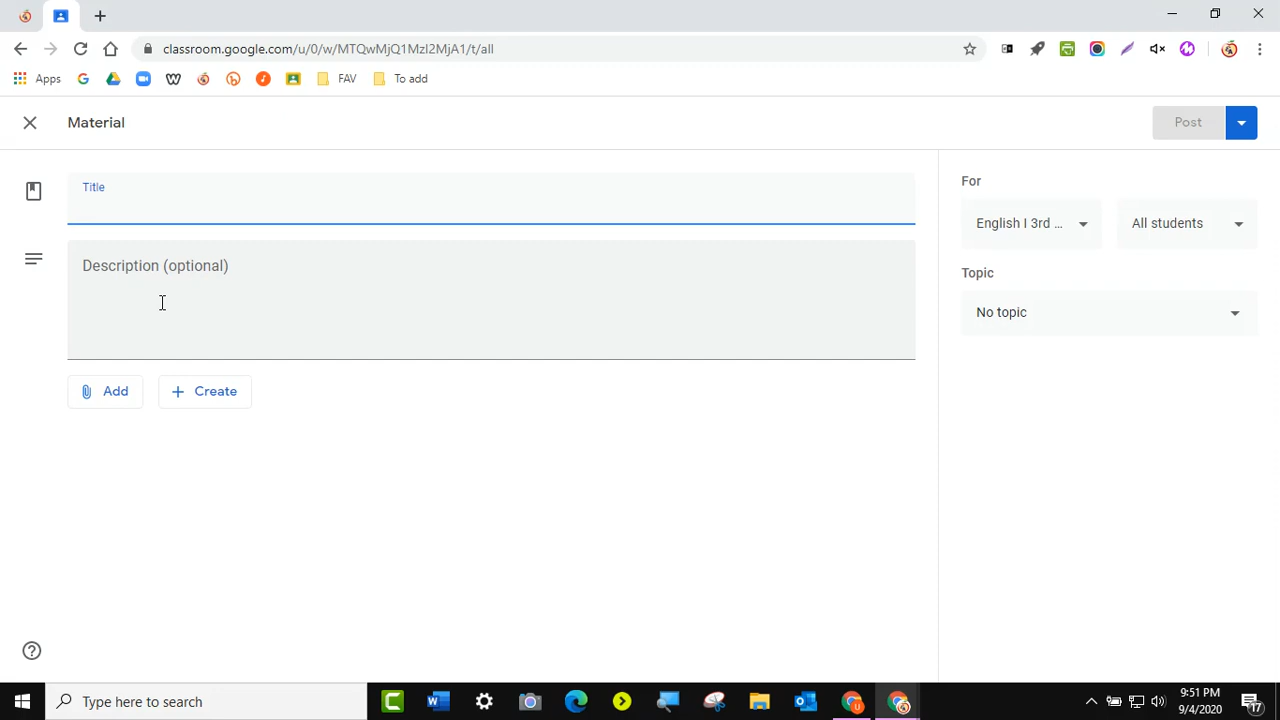 classroom.google.com/u/0/w/MTQwMjQ1MzI2MjA1/t/all
Apps
FAV
To add
Material
Post
Title
For
English I 3rd ...
All students
Description (optional)
Topic
No topic
Add
Create
Type here to search
9:51 PM
9/4/2020
17